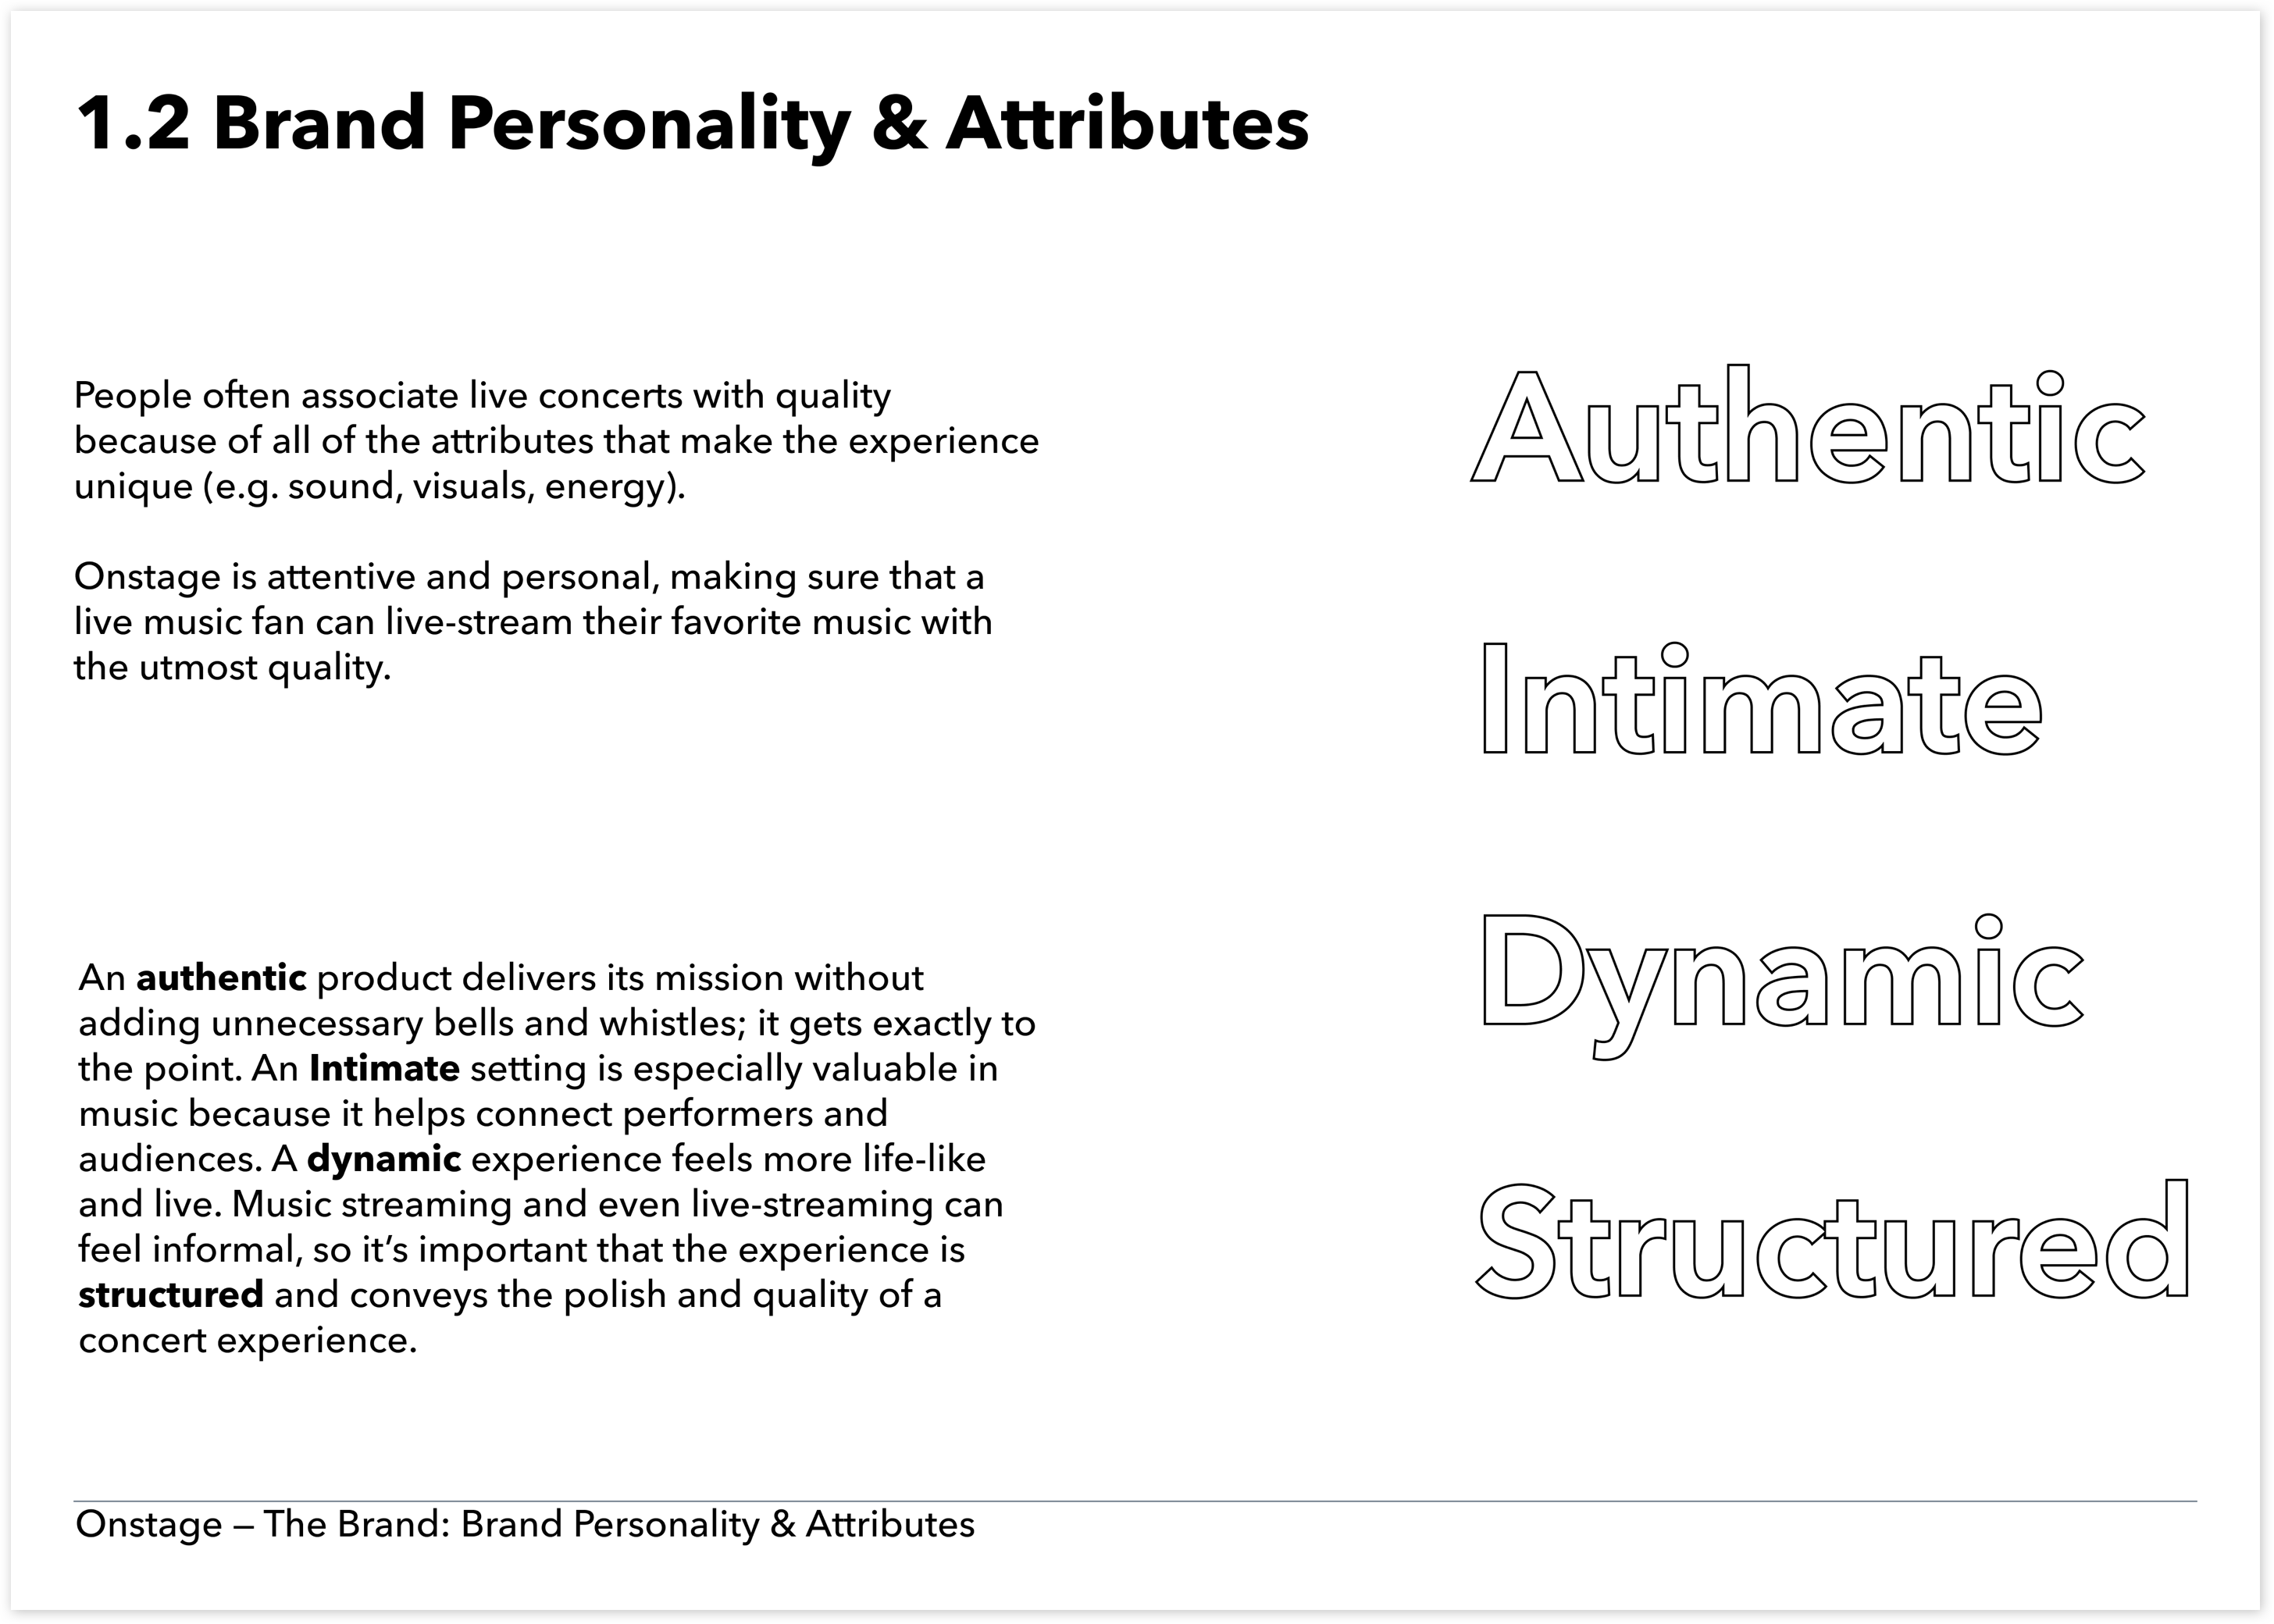 1.2 Brand Personality & Attributes
People often associate live concerts with quality
because of all of the attributes that make the experience
unique (e.g. sound, visuals, energy).
Onstage is attentive and personal, making sure that a
live music fan can live-stream their favorite music with
the utmost quality.
An authentic product delivers its mission without
adding unnecessary bells and whistles; it gets exactly to
the point. An Intimate setting is especially valuable in
music because it helps connect performers and
audiences. A dynamic experience feels more life-like
and live. Music streaming and even live-streaming can
feel informal, so it’s important that the experience is
structured and conveys the polish and quality of a
concert experience.
Authentic
Intimate
Dynamic
Structured
Onstage – The Brand: Brand Personality & Attributes